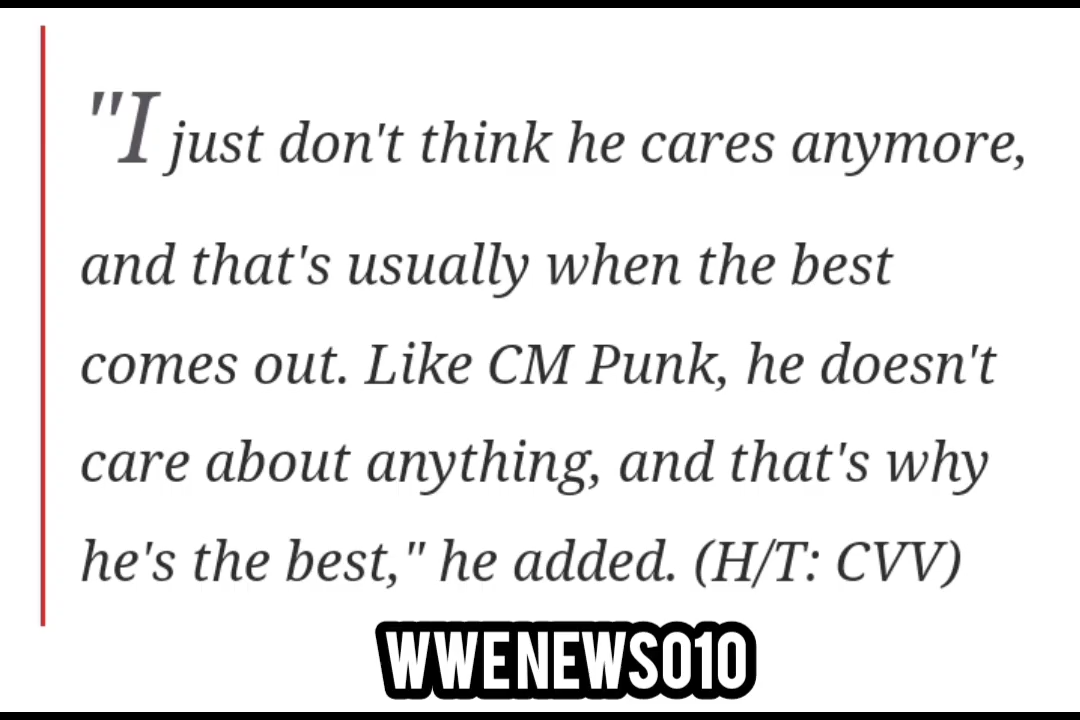 "I just don't think he cares anymore,
and that's usually when the best
comes out. Like CM Punk, he doesn't
care about anything, and that's why
he's the best," he added. (H/T: CVV)
WWENEWS010